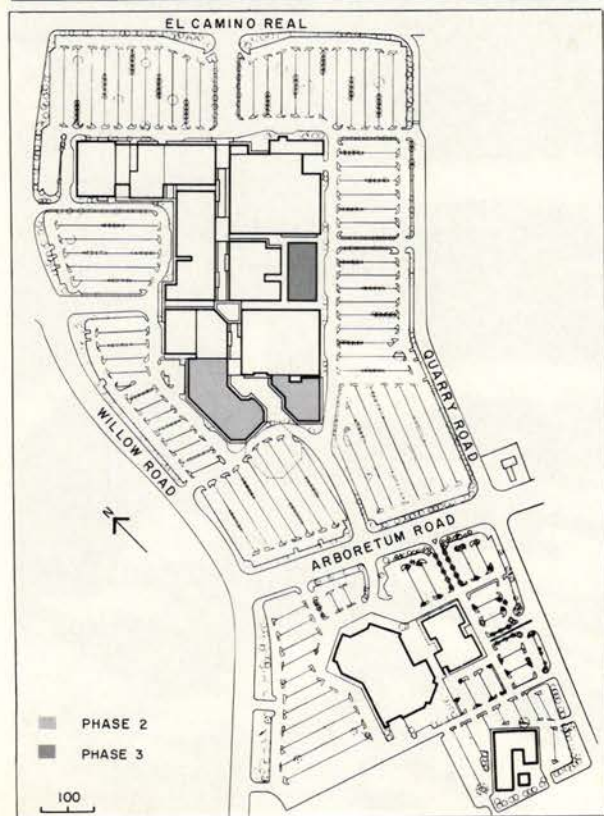 EL CAMINO REAL
QUARRY ROAD
WILLOW ROAD
N
ARBORETUM ROAD
PHASE 2
PHASE 3
100